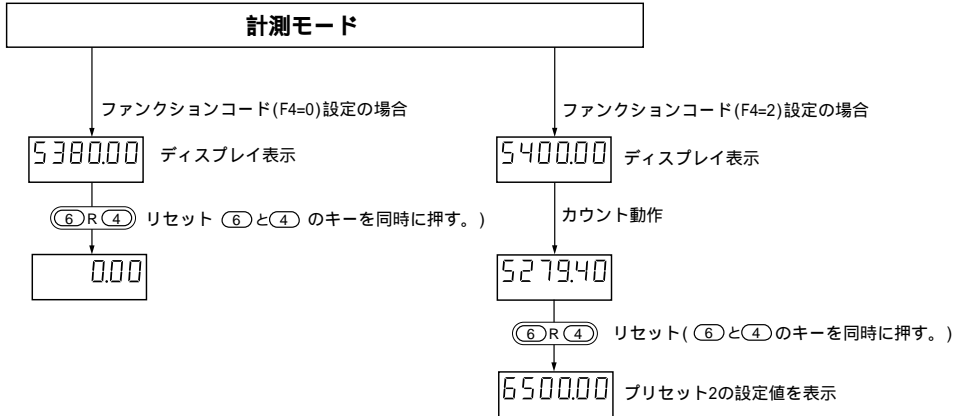 計測モード
ファンクションコード(F4=0)設定の場合
5380.00 ディスプレイ表示
6 R 4 リセット 6 と 4 のキーを同時に押す。)
0.00
ファンクションコード(F4=2)設定の場合
5400.00 ディスプレイ表示
カウント動作
5279.40
6 R 4 リセット( 6 と 4 のキーを同時に押す。)
6500.00 プリセット2の設定値を表示